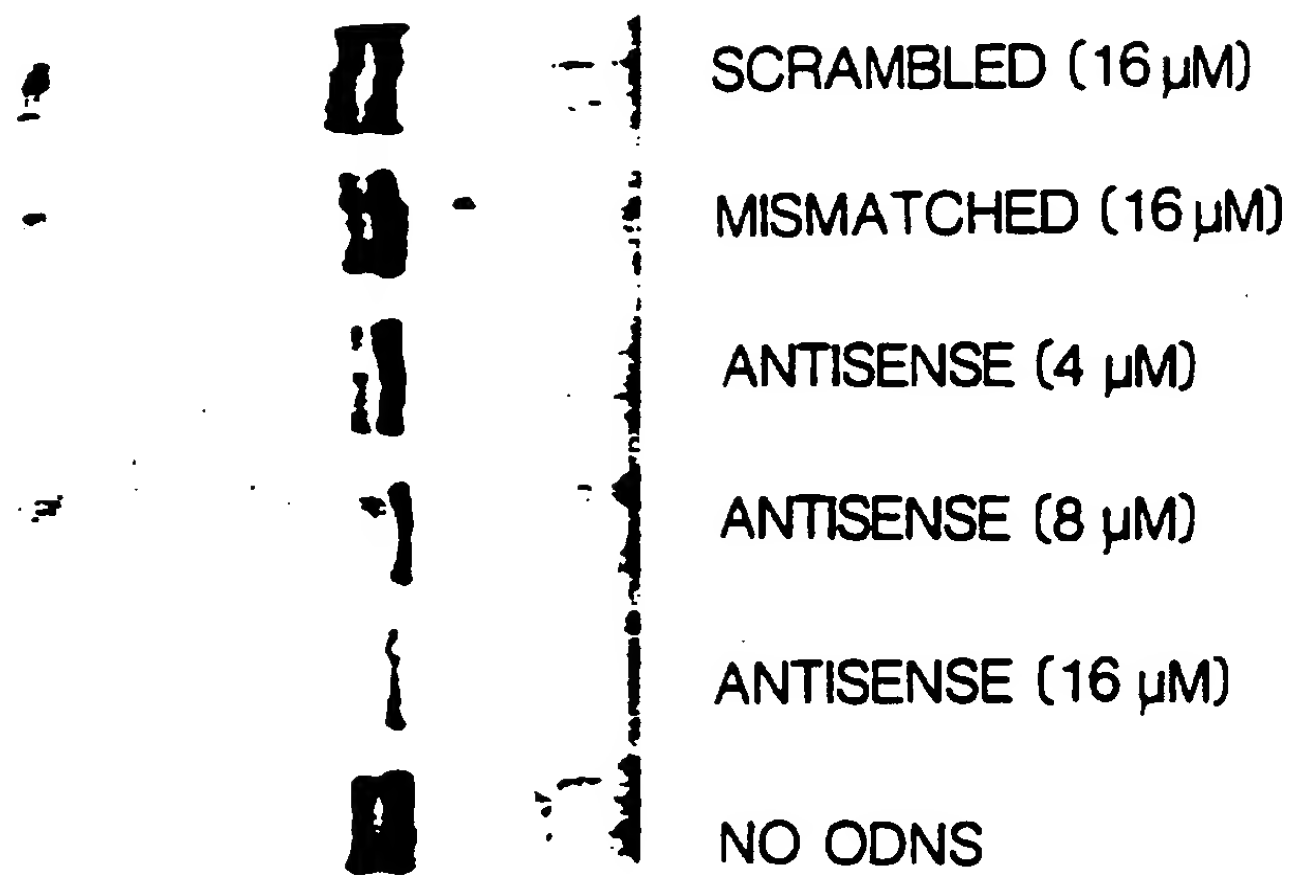 SCRAMBLED (16 µM)
MISMATCHED (16 µM)
ANTISENSE (4 µM)
ANTISENSE (8 µM)
ANTISENSE (16 µM)
NO ODNS